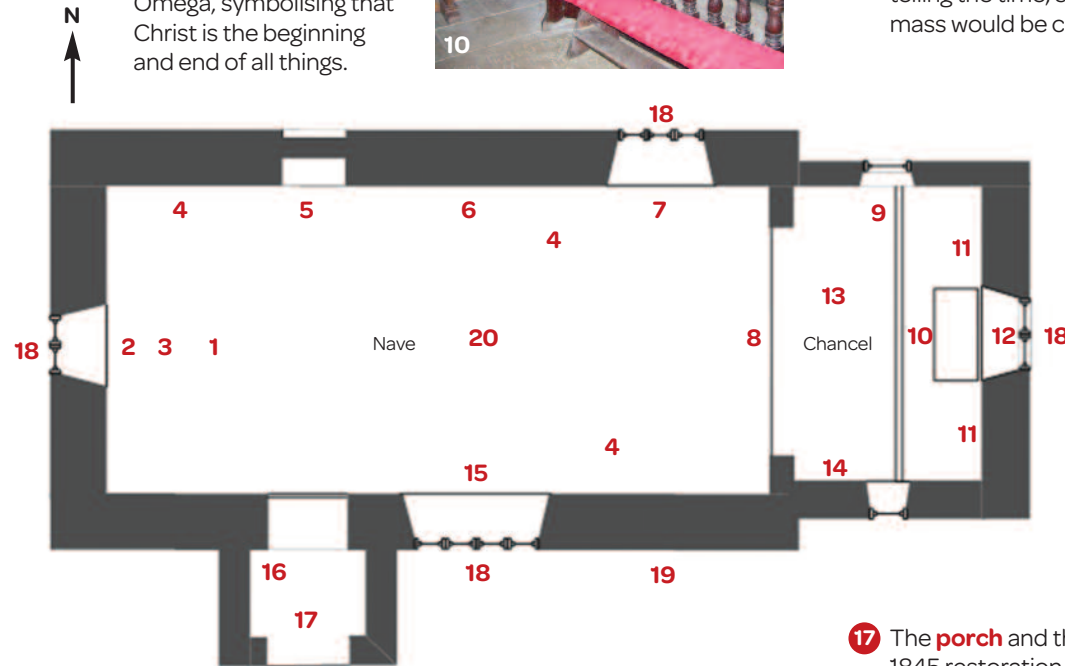 Omega, symbolising that
Christ is the beginning
and end of all things.
N
10
mass would be
18
4 5 6 7 9
4 11
13
18 2 3 1 Nave 20 8 Chancel 10 12 18
4 11
15 14
16 18 19
17
17 The porch and
1845 restoration